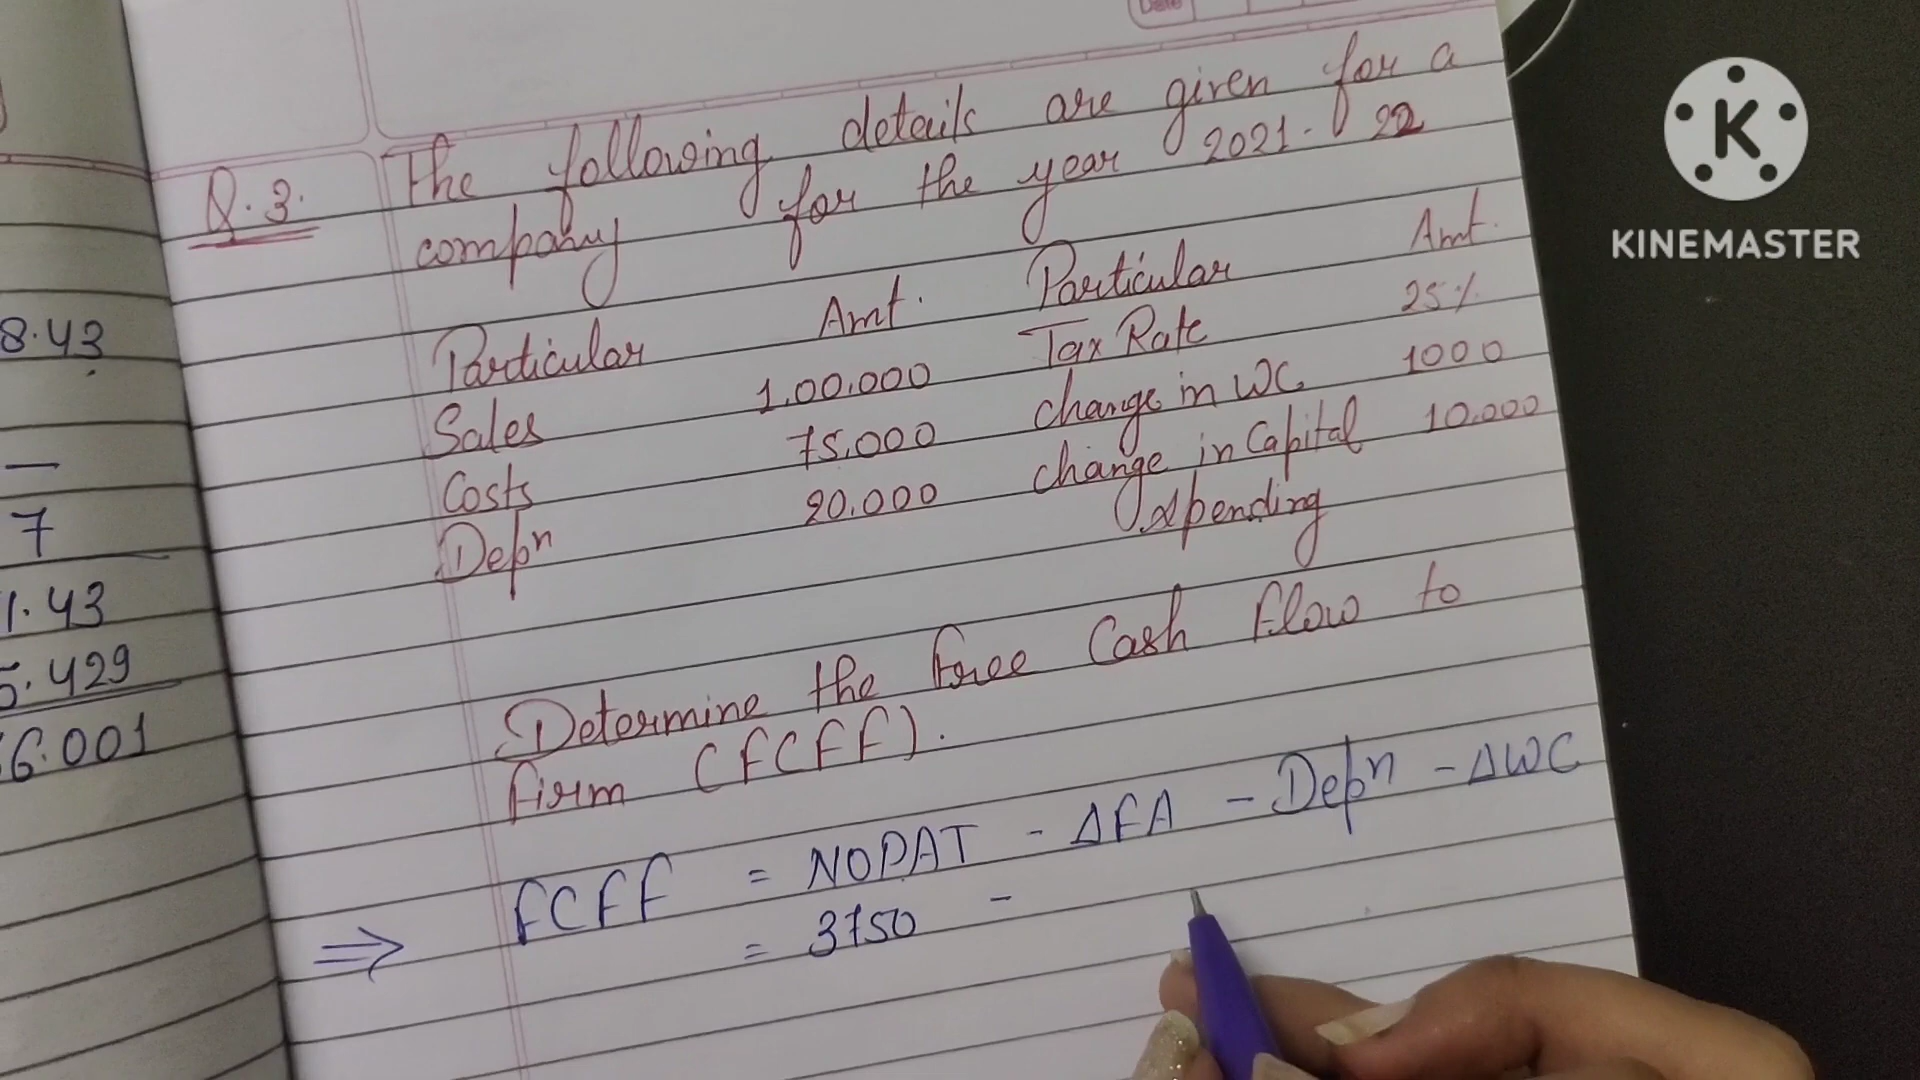 Date
Q.3. The following details are given for a
company for the year 2021-22
Particular Amt. Particular Amt.
Sales 1,00,000 Tax Rate 25%
Costs 75,000 change in WC 1000
Depn 20,000 change in Capital 10,000
spending
Determine the Free Cash Flow to
Firm (FCFF).
⇒ FCFF = NOPAT - ΔFA - Depn - ΔWC
= 3750 -
8.43
7
1.43
5.429
6.001
K
KINEMASTER